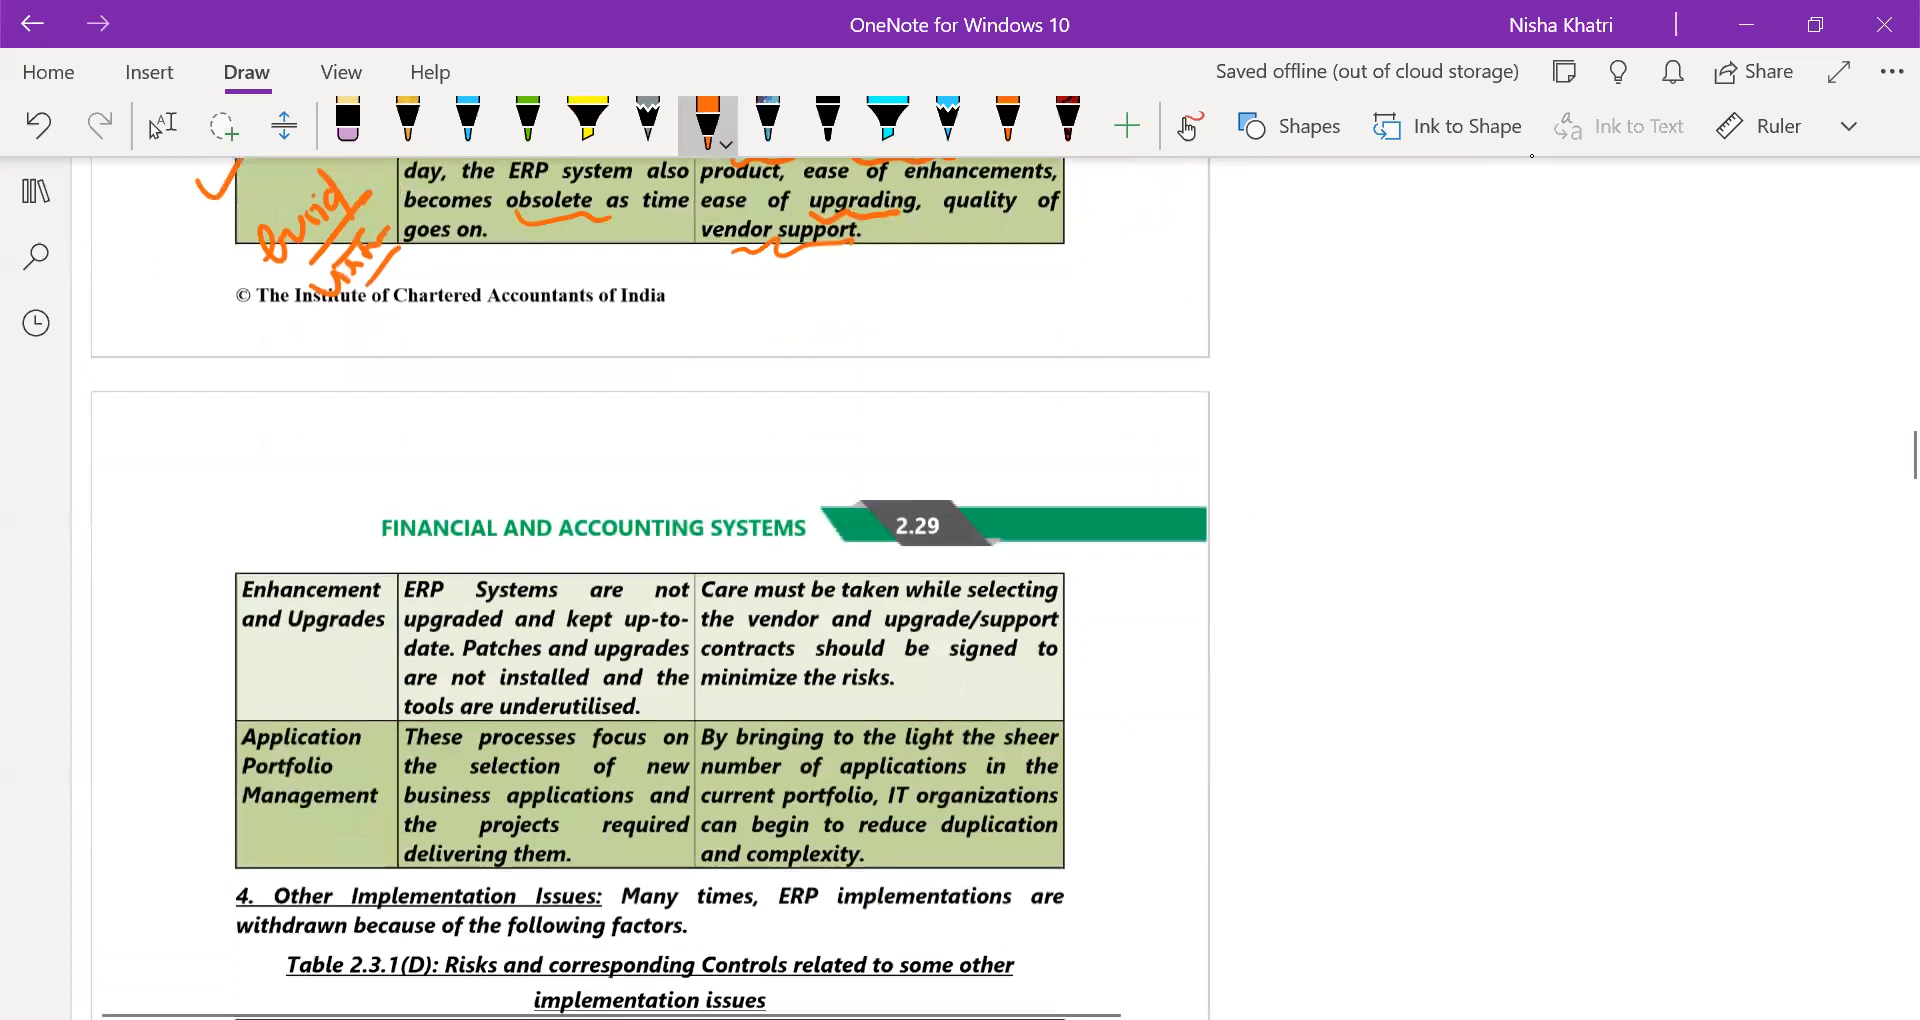 OneNote for Windows 10
Nisha Khatri
Home Insert Draw View Help
Saved offline (out of cloud storage)
Share
Shapes
Ink to Shape
Ink to Text
Ruler
day, the ERP system also
becomes obsolete as time
goes on.
product, ease of enhancements,
ease of upgrading, quality of
vendor support.
© The Institute of Chartered Accountants of India
FINANCIAL AND ACCOUNTING SYSTEMS
2.29
Enhancement
and Upgrades
ERP Systems are not
upgraded and kept up-to-
date. Patches and upgrades
are not installed and the
tools are underutilised.
Care must be taken while selecting
the vendor and upgrade/support
contracts should be signed to
minimize the risks.
Application
Portfolio
Management
These processes focus on
the selection of new
business applications and
the projects required
delivering them.
By bringing to the light the sheer
number of applications in the
current portfolio, IT organizations
can begin to reduce duplication
and complexity.
4. Other Implementation Issues: Many times, ERP implementations are
withdrawn because of the following factors.
Table 2.3.1(D): Risks and corresponding Controls related to some other
implementation issues